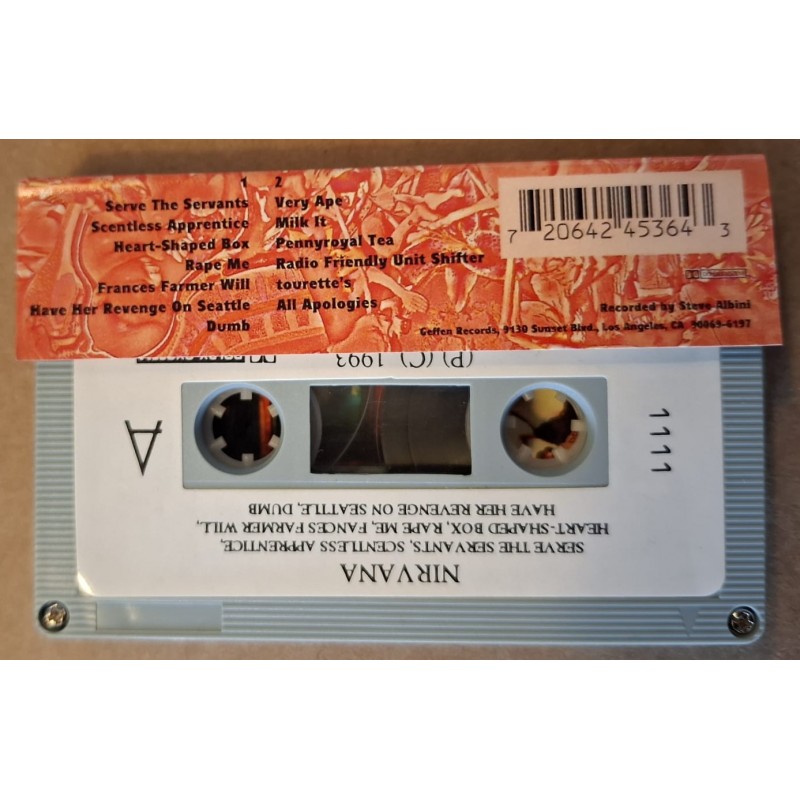 1
Serve The Servants
Scentless Apprentice
Heart-Shaped Box
Rape Me
Frances Farmer Will
Have Her Revenge On Seattle
Dumb
2
Very Ape
Milk It
Pennyroyal Tea
Radio Friendly Unit Shifter
tourette's
All Apologies
7 20642 45364 3
Recorded by Steve Albini
Geffen Records, 9130 Sunset Blvd., Los Angeles, CA 90069-6197
NIRVANA
SERVE THE SERVANTS, SCENTLESS APPRENTICE,
HEART-SHAPED BOX, RAPE ME, FANCES FARMER WILL,
HAVE HER REVENGE ON SEATTLE, DUMB
1111
A
(P) (C) 1993